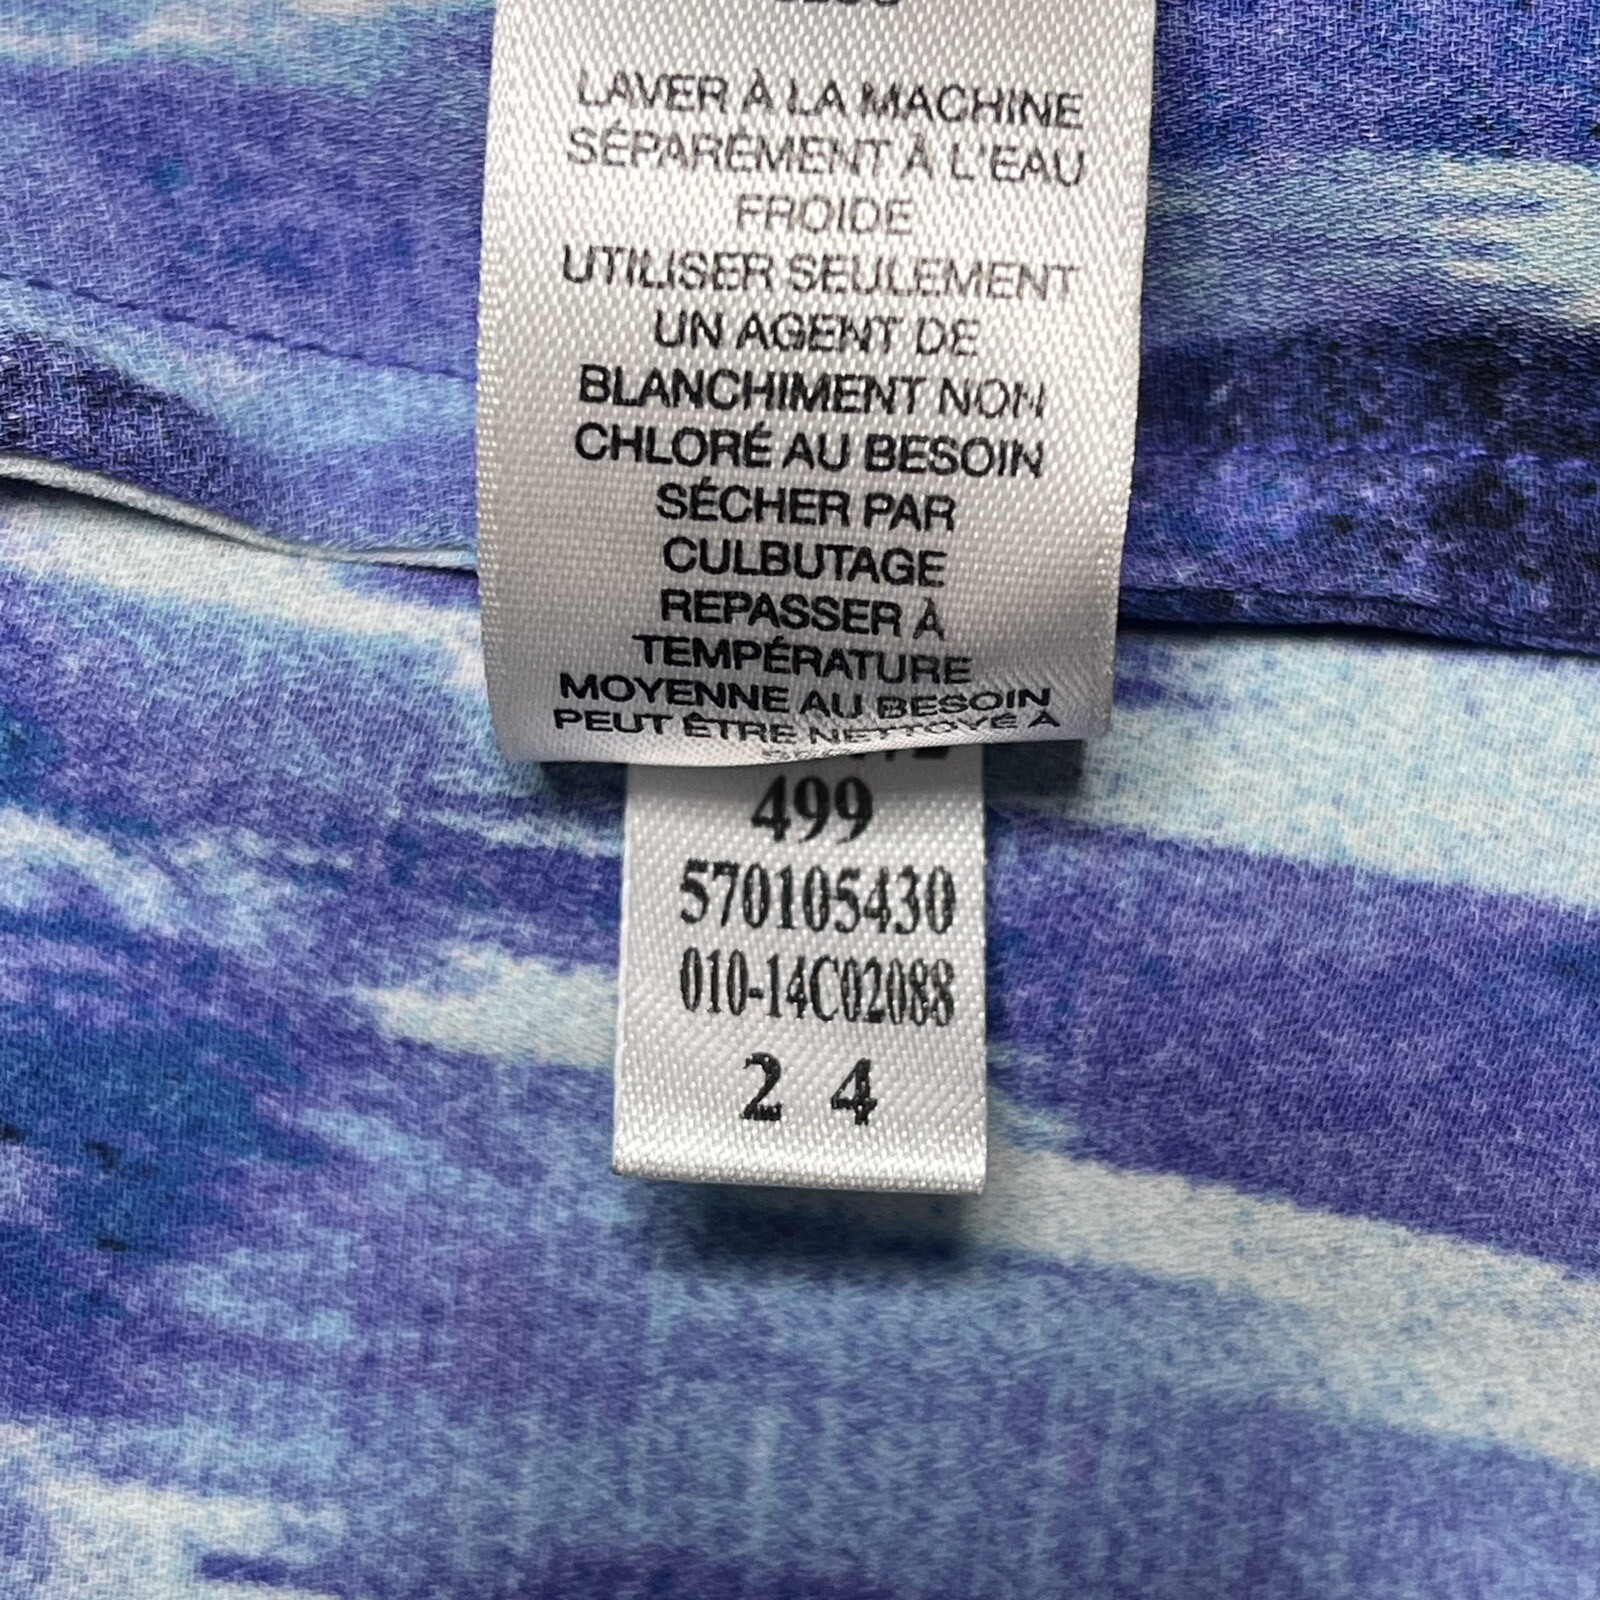 LAVER À LA MACHINE
SÉPARÉMENT À L'EAU
FROIDE
UTILISER SEULEMENT
UN AGENT DE
BLANCHIMENT NON
CHLORÉ AU BESOIN
SÉCHER PAR
CULBUTAGE
REPASSER À
TEMPÉRATURE
MOYENNE AU BESOIN
PEUT ÊTRE NETTOYÉ À
499
570105430
010-14C02088
2 4